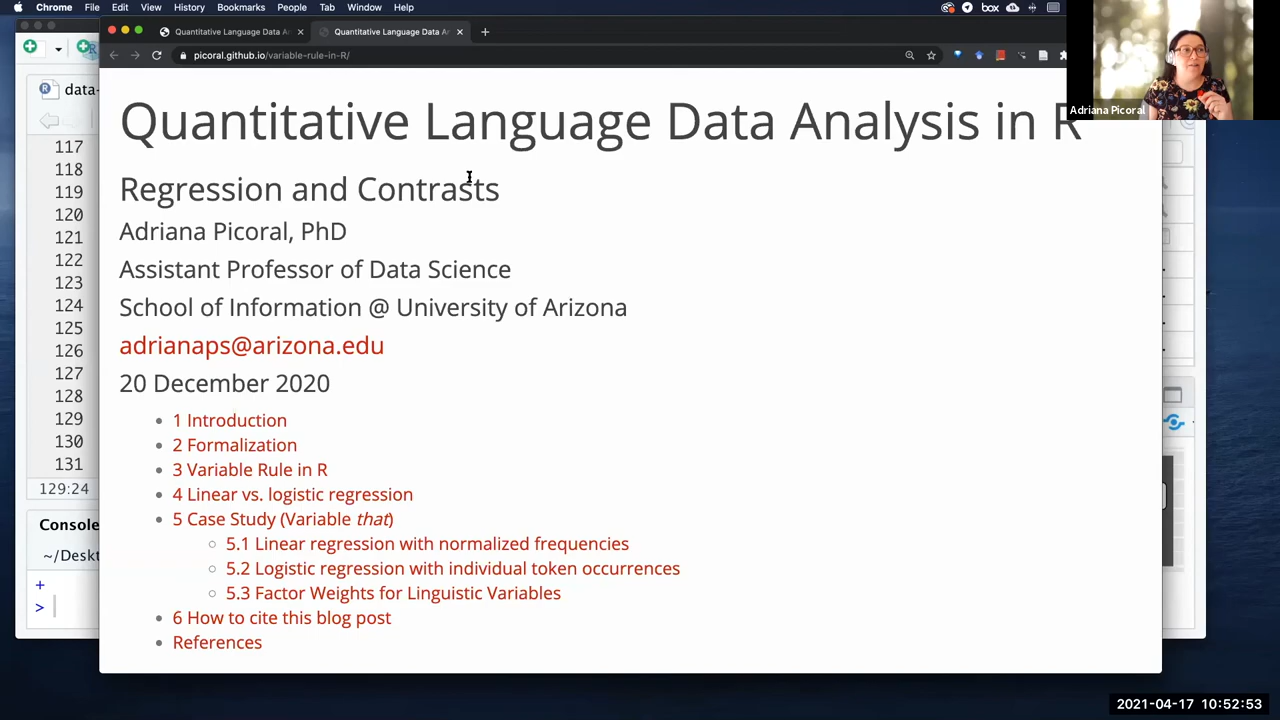 Chrome File Edit View History Bookmarks People Tab Window Help
box
Quantitative Language Data An
Quantitative Language Data An
picoral.github.io/variable-rule-in-R/
Adriana Picoral
data-
117
118
119
120
121
122
123
124
125
126
127
128
129
130
131
129:24
Console
~/Deskt
+
>
Quantitative Language Data Analysis in R
Regression and Contrasts
Adriana Picoral, PhD
Assistant Professor of Data Science
School of Information @ University of Arizona
adrianaps@arizona.edu
20 December 2020
1 Introduction
2 Formalization
3 Variable Rule in R
4 Linear vs. logistic regression
5 Case Study (Variable that)
5.1 Linear regression with normalized frequencies
5.2 Logistic regression with individual token occurrences
5.3 Factor Weights for Linguistic Variables
6 How to cite this blog post
References
2021-04-17 10:52:53